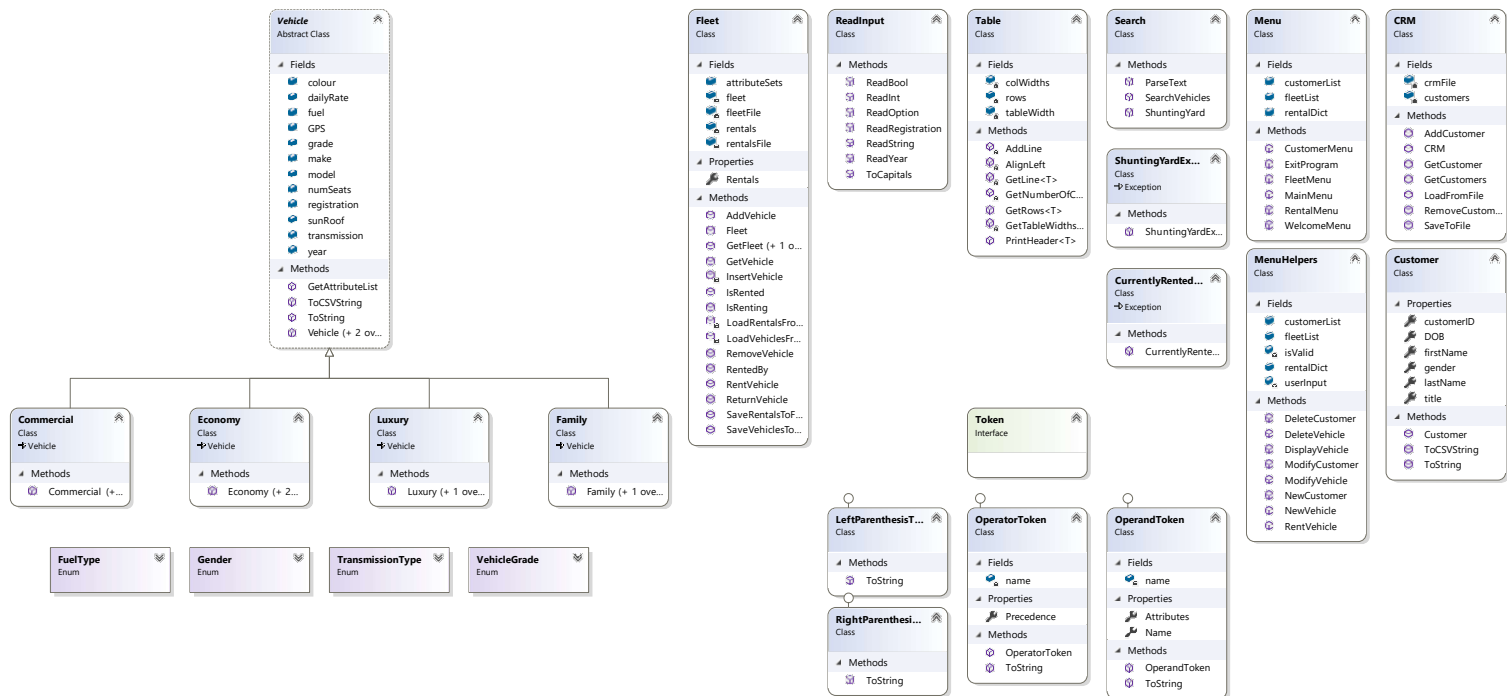 Vehicle
Abstract Class
Fields
colour
dailyRate
fuel
GPS
grade
make
model
numSeats
registration
sunRoof
transmission
year
Methods
GetAttributeList
ToCSVString
ToString
Vehicle (+ 2 ov...
Commercial
Class
Vehicle
Methods
Commercial (+...
Economy
Class
Vehicle
Methods
Economy (+ 2...
Luxury
Class
Vehicle
Methods
Luxury (+ 1 ove...
Family
Class
Vehicle
Methods
Family (+ 1 ove...
FuelType
Enum
Gender
Enum
TransmissionType
Enum
VehicleGrade
Enum
Fleet
Class
Fields
attributeSets
fleet
fleetFile
rentals
rentalsFile
Properties
Rentals
Methods
AddVehicle
Fleet
GetFleet (+ 1 o...
GetVehicle
InsertVehicle
IsRented
IsRenting
LoadRentalsFro...
LoadVehiclesFr...
RemoveVehicle
RentedBy
RentVehicle
ReturnVehicle
SaveRentalsToF...
SaveVehiclesTo...
ReadInput
Class
Methods
ReadBool
ReadInt
ReadOption
ReadRegistration
ReadString
ReadYear
ToCapitals
Table
Class
Fields
colWidths
rows
tableWidth
Methods
AddLine
AlignLeft
GetLine<T>
GetNumberOfC...
GetRows<T>
GetTableWidths...
PrintHeader<T>
Search
Class
Methods
ParseText
SearchVehicles
ShuntingYard
ShuntingYardEx...
Class
Exception
Methods
ShuntingYardEx...
CurrentlyRented...
Class
Exception
Methods
CurrentlyRente...
Menu
Class
Fields
customerList
fleetList
rentalDict
Methods
CustomerMenu
ExitProgram
FleetMenu
MainMenu
RentalMenu
WelcomeMenu
CRM
Class
Fields
crmFile
customers
Methods
AddCustomer
CRM
GetCustomer
GetCustomers
LoadFromFile
RemoveCustom...
SaveToFile
MenuHelpers
Class
Fields
customerList
fleetList
isValid
rentalDict
userInput
Methods
DeleteCustomer
DeleteVehicle
DisplayVehicle
ModifyCustomer
ModifyVehicle
NewCustomer
NewVehicle
RentVehicle
Customer
Class
Properties
customerID
DOB
firstName
gender
lastName
title
Methods
Customer
ToCSVString
ToString
Token
Interface
LeftParenthesisT...
Class
Methods
ToString
RightParenthesi...
Class
Methods
ToString
OperatorToken
Class
Fields
name
Properties
Precedence
Methods
OperatorToken
ToString
OperandToken
Class
Fields
name
Properties
Attributes
Name
Methods
OperandToken
ToString